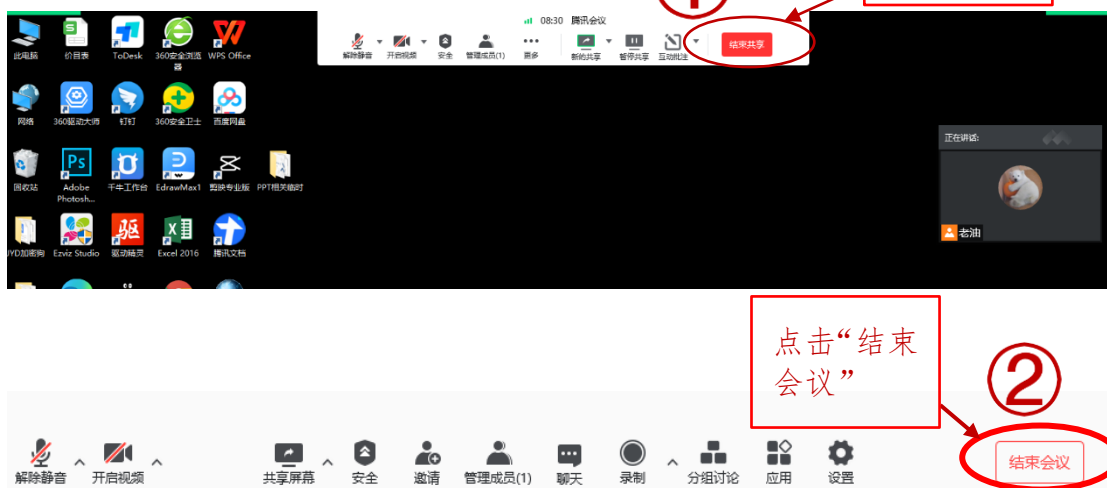 ①
08:30 腾讯会议
解除静音 开启视频 安全 管理成员(1) 更多 新的共享 暂停共享 互动批注 结束共享
此电脑 价目表 ToDesk 360安全浏览器 WPS Office
网络 360驱动大师 钉钉 360安全卫士 百度网盘
正在讲话:
Ps
回收站 Adobe Photosh... 千牛工作台 EdrawMax1 剪映专业版 PPT相关临时
驱
老油
YD加密狗 Ezviz Studio 驱动精灵 Excel 2016 腾讯文档
点击“结束
会议”
②
解除静音 开启视频 共享屏幕 安全 邀请 管理成员(1) 聊天 录制 分组讨论 应用 设置 结束会议